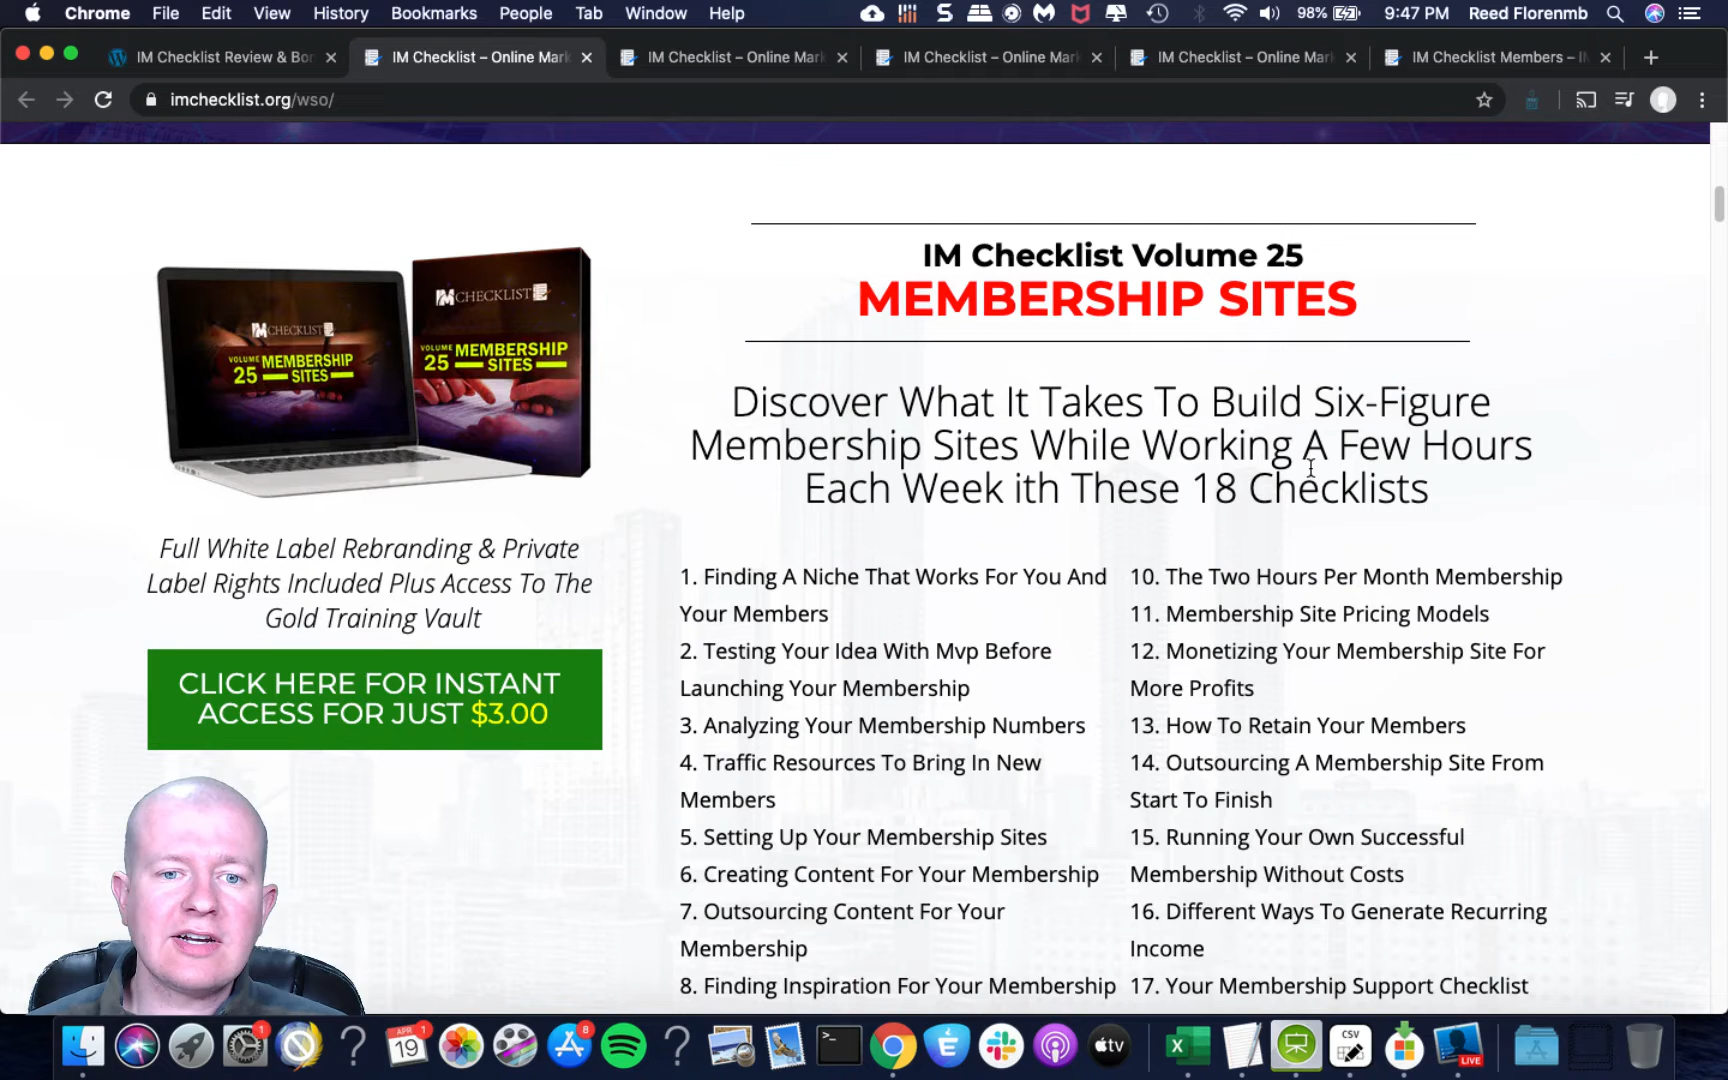 Chrome File Edit View History Bookmarks People Tab Window Help 98% 9:47 PM Reed Florenmb
IM Checklist Review & Bon IM Checklist – Online Mark IM Checklist – Online Mark IM Checklist – Online Mark IM Checklist – Online Mark IM Checklist Members – IM
imchecklist.org/wso/
IM Checklist Volume 25
MEMBERSHIP SITES
Discover What It Takes To Build Six-Figure
Membership Sites While Working A Few Hours
Each Week ith These 18 Checklists
IM CHECKLIST
VOLUME 25 MEMBERSHIP
SITES
IM CHECKLIST
VOLUME 25 MEMBERSHIP
SITES
Full White Label Rebranding & Private
Label Rights Included Plus Access To The
Gold Training Vault
CLICK HERE FOR INSTANT
ACCESS FOR JUST $3.00
1. Finding A Niche That Works For You And
Your Members
2. Testing Your Idea With Mvp Before
Launching Your Membership
3. Analyzing Your Membership Numbers
4. Traffic Resources To Bring In New
Members
5. Setting Up Your Membership Sites
6. Creating Content For Your Membership
7. Outsourcing Content For Your
Membership
8. Finding Inspiration For Your Membership
10. The Two Hours Per Month Membership
11. Membership Site Pricing Models
12. Monetizing Your Membership Site For
More Profits
13. How To Retain Your Members
14. Outsourcing A Membership Site From
Start To Finish
15. Running Your Own Successful
Membership Without Costs
16. Different Ways To Generate Recurring
Income
17. Your Membership Support Checklist
1
APR 1
19
8
tv
X
CSV
LIVE